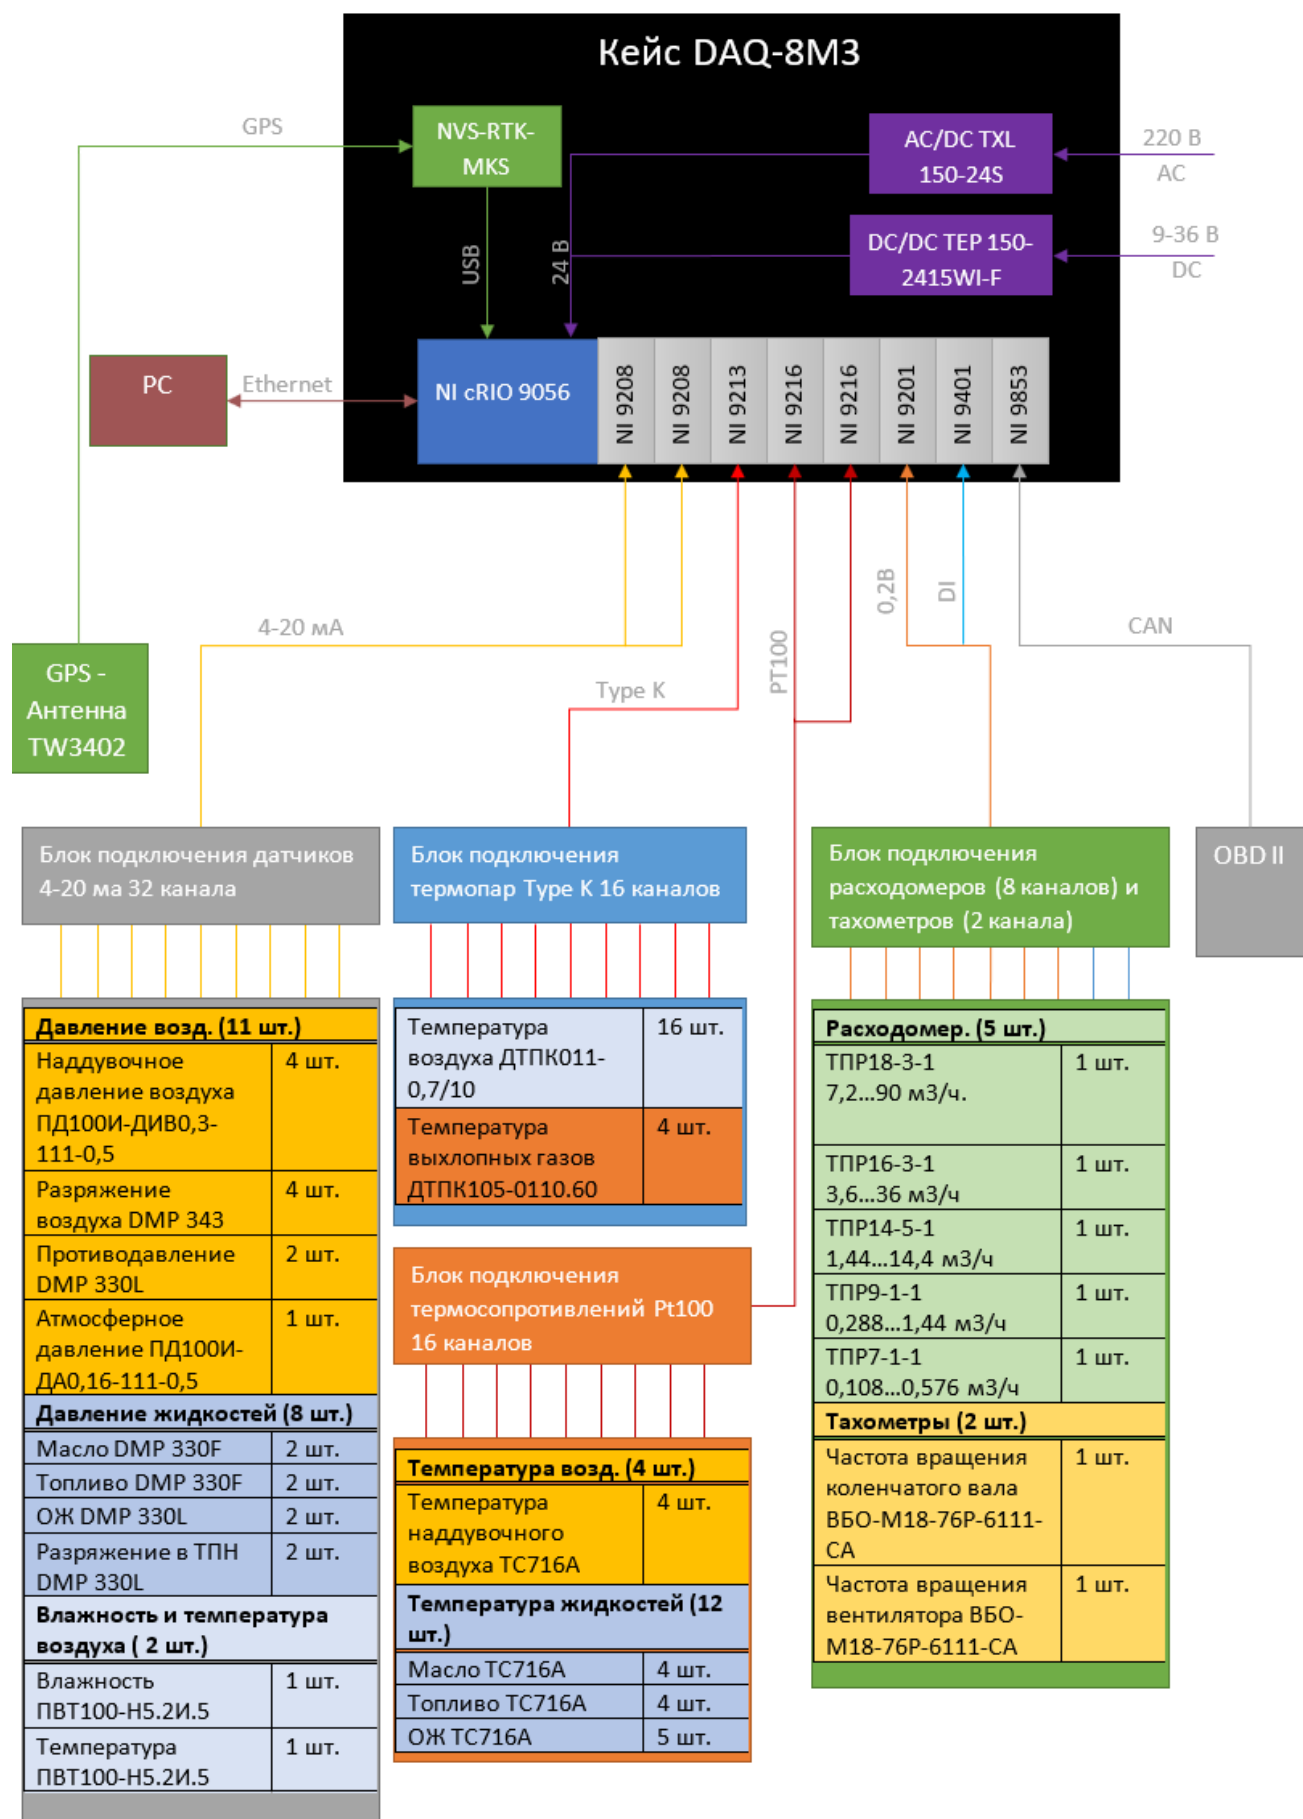 Кейс DAQ-8М3
GPS
NVS-RTK-
MKS
AC/DC TXL
150-24S
220 В
AC
DC/DC TEP 150-
2415WI-F
9-36 В
DC
USB
24 В
PC
Ethernet
NI cRIO 9056
NI 9208
NI 9208
NI 9213
NI 9216
NI 9216
NI 9201
NI 9401
NI 9853
4-20 мА
Type K
PT100
0,2В
DI
CAN
GPS -
Антенна
TW3402
Блок подключения датчиков
4-20 ма 32 канала
Блок подключения
термопар Type K 16 каналов
Блок подключения
расходомеров (8 каналов) и
тахометров (2 канала)
OBD II
Давление возд. (11 шт.)
Наддувочное 4 шт.
давление воздуха
ПД100И-ДИВ0,3-
111-0,5
Разряжение 4 шт.
воздуха DMP 343
Противодавление 2 шт.
DMP 330L
Атмосферное 1 шт.
давление ПД100И-
ДА0,16-111-0,5
Давление жидкостей (8 шт.)
Масло DMP 330F 2 шт.
Топливо DMP 330F 2 шт.
ОЖ DMP 330L 2 шт.
Разряжение в ТПН 2 шт.
DMP 330L
Влажность и температура
воздуха ( 2 шт.)
Влажность 1 шт.
ПВТ100-Н5.2И.5
Температура 1 шт.
ПВТ100-Н5.2И.5
Температура 16 шт.
воздуха ДТПК011-
0,7/10
Температура 4 шт.
выхлопных газов
ДТПК105-0110.60
Блок подключения
термосопротивлений Pt100
16 каналов
Температура возд. (4 шт.)
Температура 4 шт.
наддувочного
воздуха ТС716А
Температура жидкостей (12
шт.)
Масло ТС716А 4 шт.
Топливо ТС716А 4 шт.
ОЖ ТС716А 5 шт.
Расходомер. (5 шт.)
ТПР18-3-1 1 шт.
7,2...90 м3/ч.
ТПР16-3-1 1 шт.
3,6...36 м3/ч
ТПР14-5-1 1 шт.
1,44...14,4 м3/ч
ТПР9-1-1 1 шт.
0,288...1,44 м3/ч
ТПР7-1-1 1 шт.
0,108...0,576 м3/ч
Тахометры (2 шт.)
Частота вращения 1 шт.
коленчатого вала
ВБО-М18-76Р-6111-
СА
Частота вращения 1 шт.
вентилятора ВБО-
М18-76Р-6111-СА